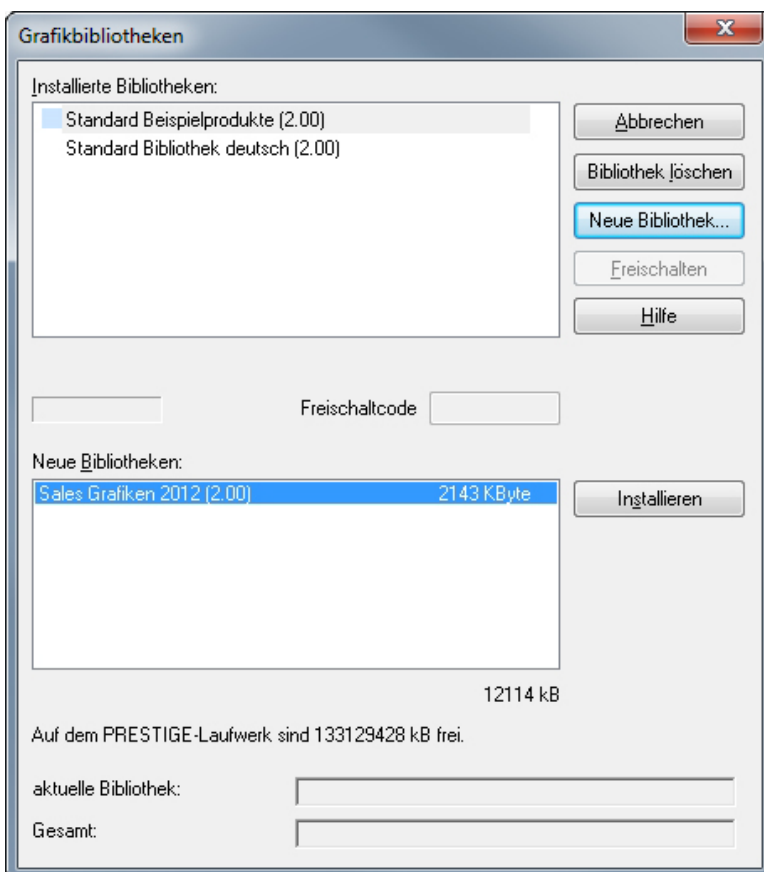 Grafikbibliotheken
Installierte Bibliotheken:
Standard Beispielprodukte (2.00)
Standard Bibliothek deutsch (2.00)
Abbrechen
Bibliothek löschen
Neue Bibliothek...
Freischalten
Hilfe
Freischaltcode
Neue Bibliotheken:
Sales Grafiken 2012 (2.00) 2143 KByte
Installieren
12114 kB
Auf dem PRESTIGE-Laufwerk sind 133129428 kB frei.
aktuelle Bibliothek:
Gesamt: